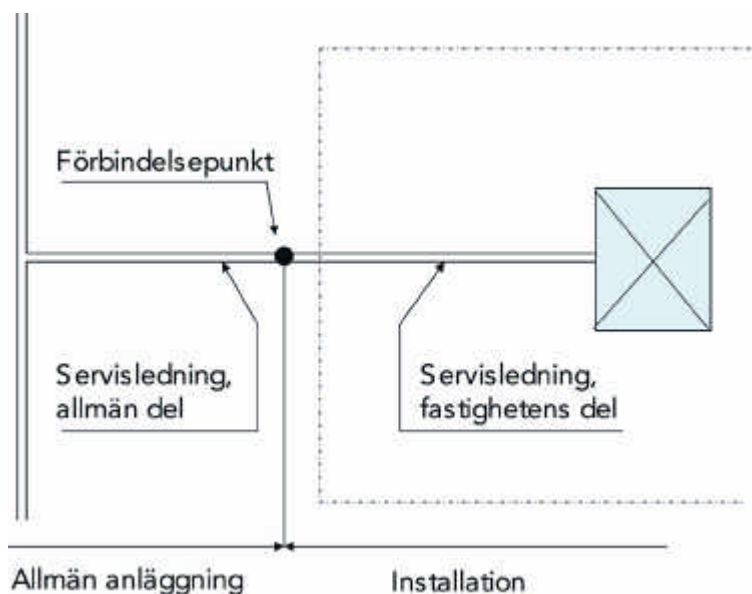 Förbindelsepunkt
Servisledning,
allmän del
Servisledning,
fastighetens del
Allmän anläggning
Installation